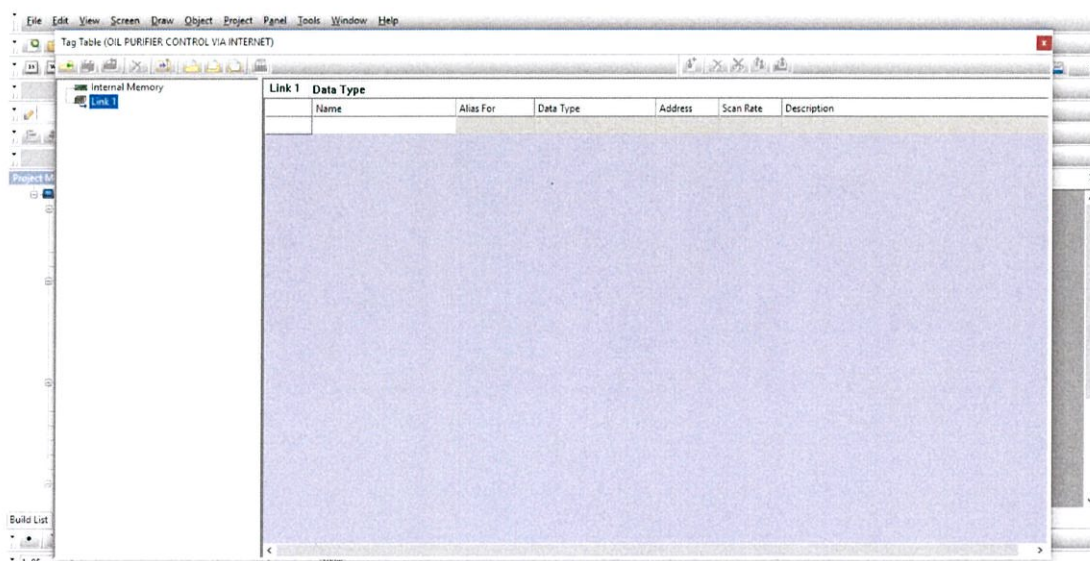 File Edit View Screen Draw Object Project Panel Tools Window Help
Tag Table (OIL PURIFIER CONTROL VIA INTERNET)
Internal Memory
Link 1
Link 1 Data Type
Name Alias For Data Type Address Scan Rate Description
Project M
Build List